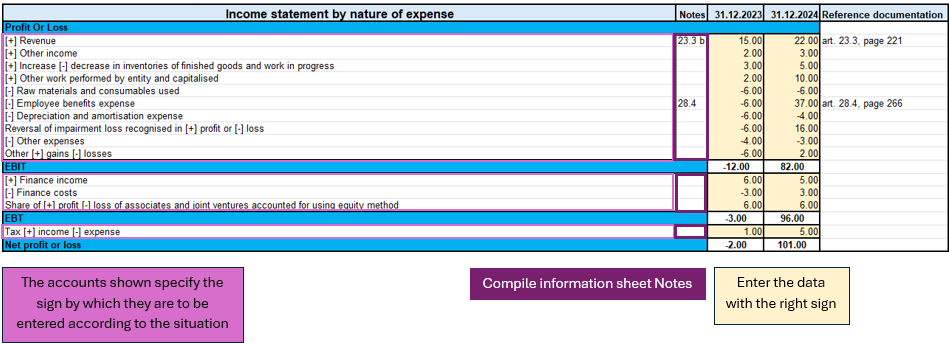 Income statement by nature of expense Notes 31.12.2023 31.12.2024 Reference documentation
Profit Or Loss
[+] Revenue 23.3 b 15.00 22.00 art. 23.3, page 221
[+] Other income 2.00 3.00
[+] Increase [-] decrease in inventories of finished goods and work in progress 3.00 5.00
[+] Other work performed by entity and capitalised 2.00 10.00
[-] Raw materials and consumables used -6.00 -6.00
[-] Employee benefits expense 28.4 -6.00 37.00 art. 28.4, page 266
[-] Depreciation and amortisation expense -6.00 -4.00
Reversal of impairment loss recognised in [+] profit or [-] loss -6.00 16.00
[-] Other expenses -4.00 -3.00
Other [+] gains [-] losses -6.00 2.00
EBIT -12.00 82.00
[+] Finance income 6.00 5.00
[-] Finance costs -3.00 3.00
Share of [+] profit [-] loss of associates and joint ventures accounted for using equity method 6.00 6.00
EBT -3.00 96.00
Tax [+] income [-] expense 1.00 5.00
Net profit or loss -2.00 101.00
The accounts shown specify the
sign by which they are to be
entered according to the situation
Compile information sheet Notes
Enter the data
with the right sign